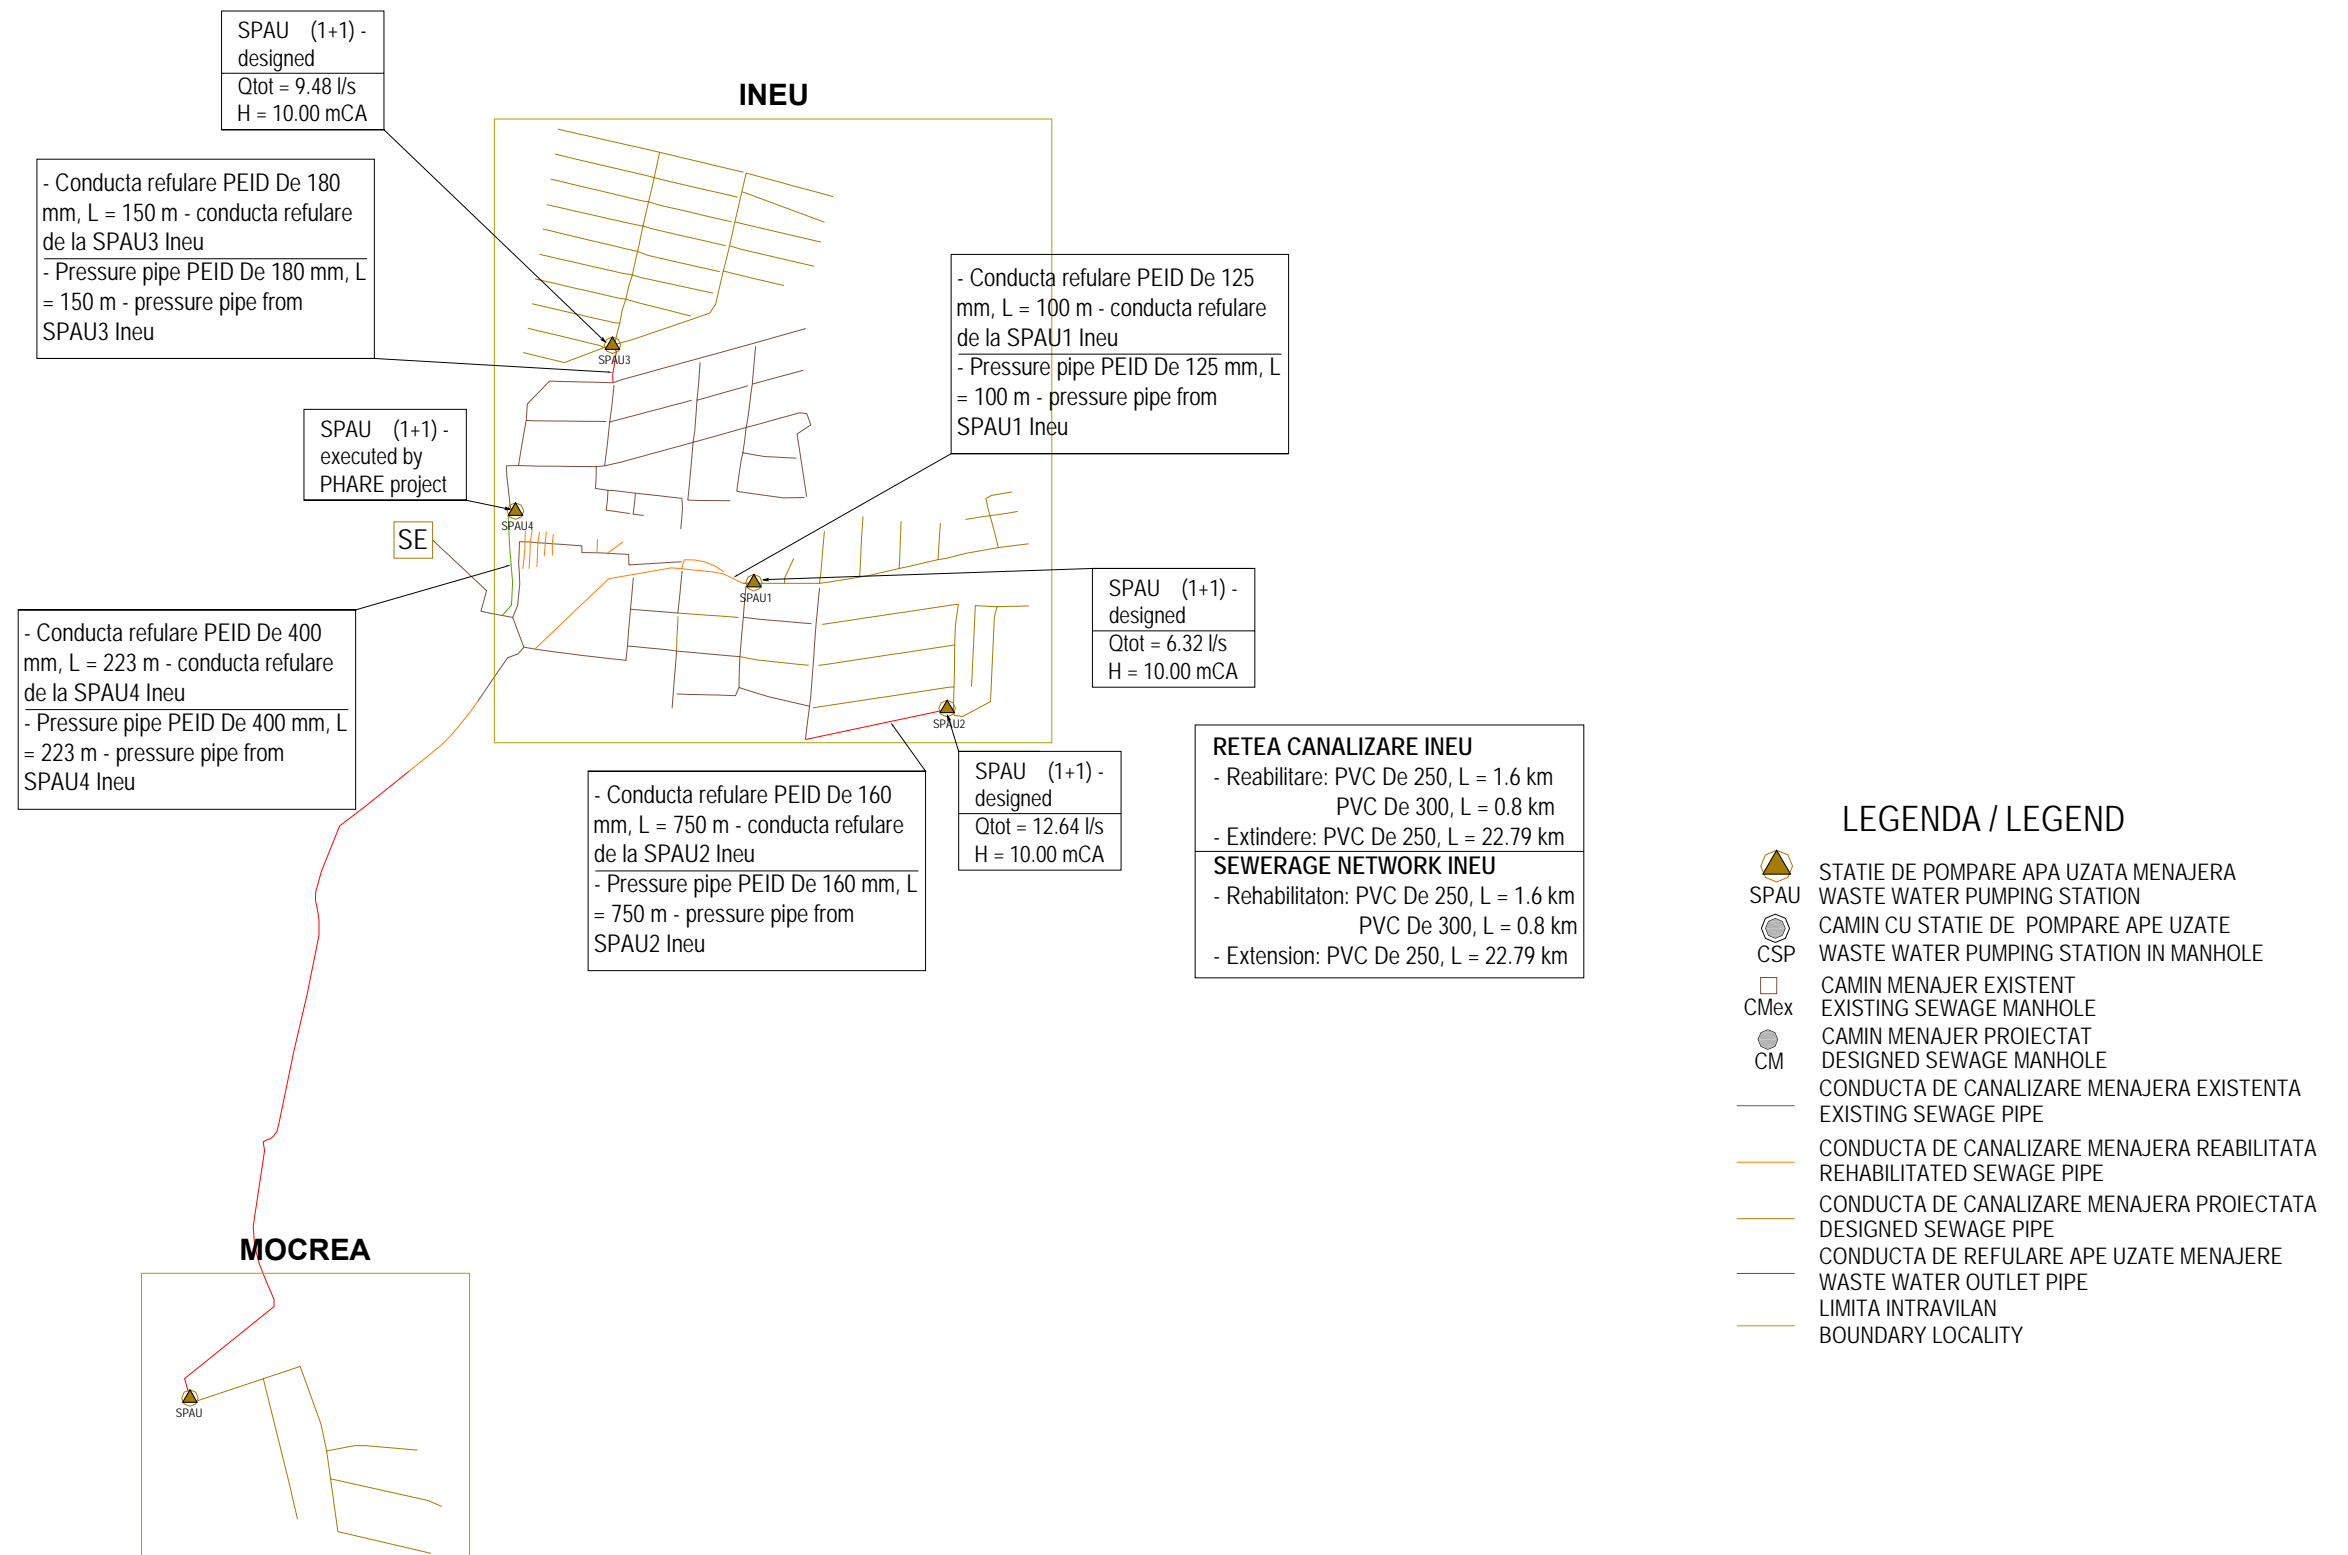 SPAU (1+1) -
designed
Qtot = 9.48 l/s
H = 10.00 mCA
INEU
- Conducta refulare PEID De 180
mm, L = 150 m - conducta refulare
de la SPAU3 Ineu
- Pressure pipe PEID De 180 mm, L
= 150 m - pressure pipe from
SPAU3 Ineu
- Conducta refulare PEID De 125
mm, L = 100 m - conducta refulare
de la SPAU1 Ineu
- Pressure pipe PEID De 125 mm, L
= 100 m - pressure pipe from
SPAU1 Ineu
SPAU3
SPAU (1+1) -
executed by
PHARE project
SPAU4
SE
SPAU1
SPAU (1+1) -
designed
Qtot = 6.32 l/s
H = 10.00 mCA
- Conducta refulare PEID De 400
mm, L = 223 m - conducta refulare
de la SPAU4 Ineu
- Pressure pipe PEID De 400 mm, L
= 223 m - pressure pipe from
SPAU4 Ineu
SPAU2
- Conducta refulare PEID De 160
mm, L = 750 m - conducta refulare
de la SPAU2 Ineu
- Pressure pipe PEID De 160 mm, L
= 750 m - pressure pipe from
SPAU2 Ineu
SPAU (1+1) -
designed
Qtot = 12.64 l/s
H = 10.00 mCA
RETEA CANALIZARE INEU
- Reabilitare: PVC De 250, L = 1.6 km
PVC De 300, L = 0.8 km
- Extindere: PVC De 250, L = 22.79 km
SEWERAGE NETWORK INEU
- Rehabilitaton: PVC De 250, L = 1.6 km
PVC De 300, L = 0.8 km
- Extension: PVC De 250, L = 22.79 km
LEGENDA / LEGEND
STATIE DE POMPARE APA UZATA MENAJERA
SPAU WASTE WATER PUMPING STATION
CAMIN CU STATIE DE POMPARE APE UZATE
CSP WASTE WATER PUMPING STATION IN MANHOLE
CAMIN MENAJER EXISTENT
CMex EXISTING SEWAGE MANHOLE
CAMIN MENAJER PROIECTAT
CM DESIGNED SEWAGE MANHOLE
CONDUCTA DE CANALIZARE MENAJERA EXISTENTA
EXISTING SEWAGE PIPE
CONDUCTA DE CANALIZARE MENAJERA REABILITATA
REHABILITATED SEWAGE PIPE
CONDUCTA DE CANALIZARE MENAJERA PROIECTATA
DESIGNED SEWAGE PIPE
CONDUCTA DE REFULARE APE UZATE MENAJERE
WASTE WATER OUTLET PIPE
LIMITA INTRAVILAN
BOUNDARY LOCALITY
MOCREA
SPAU